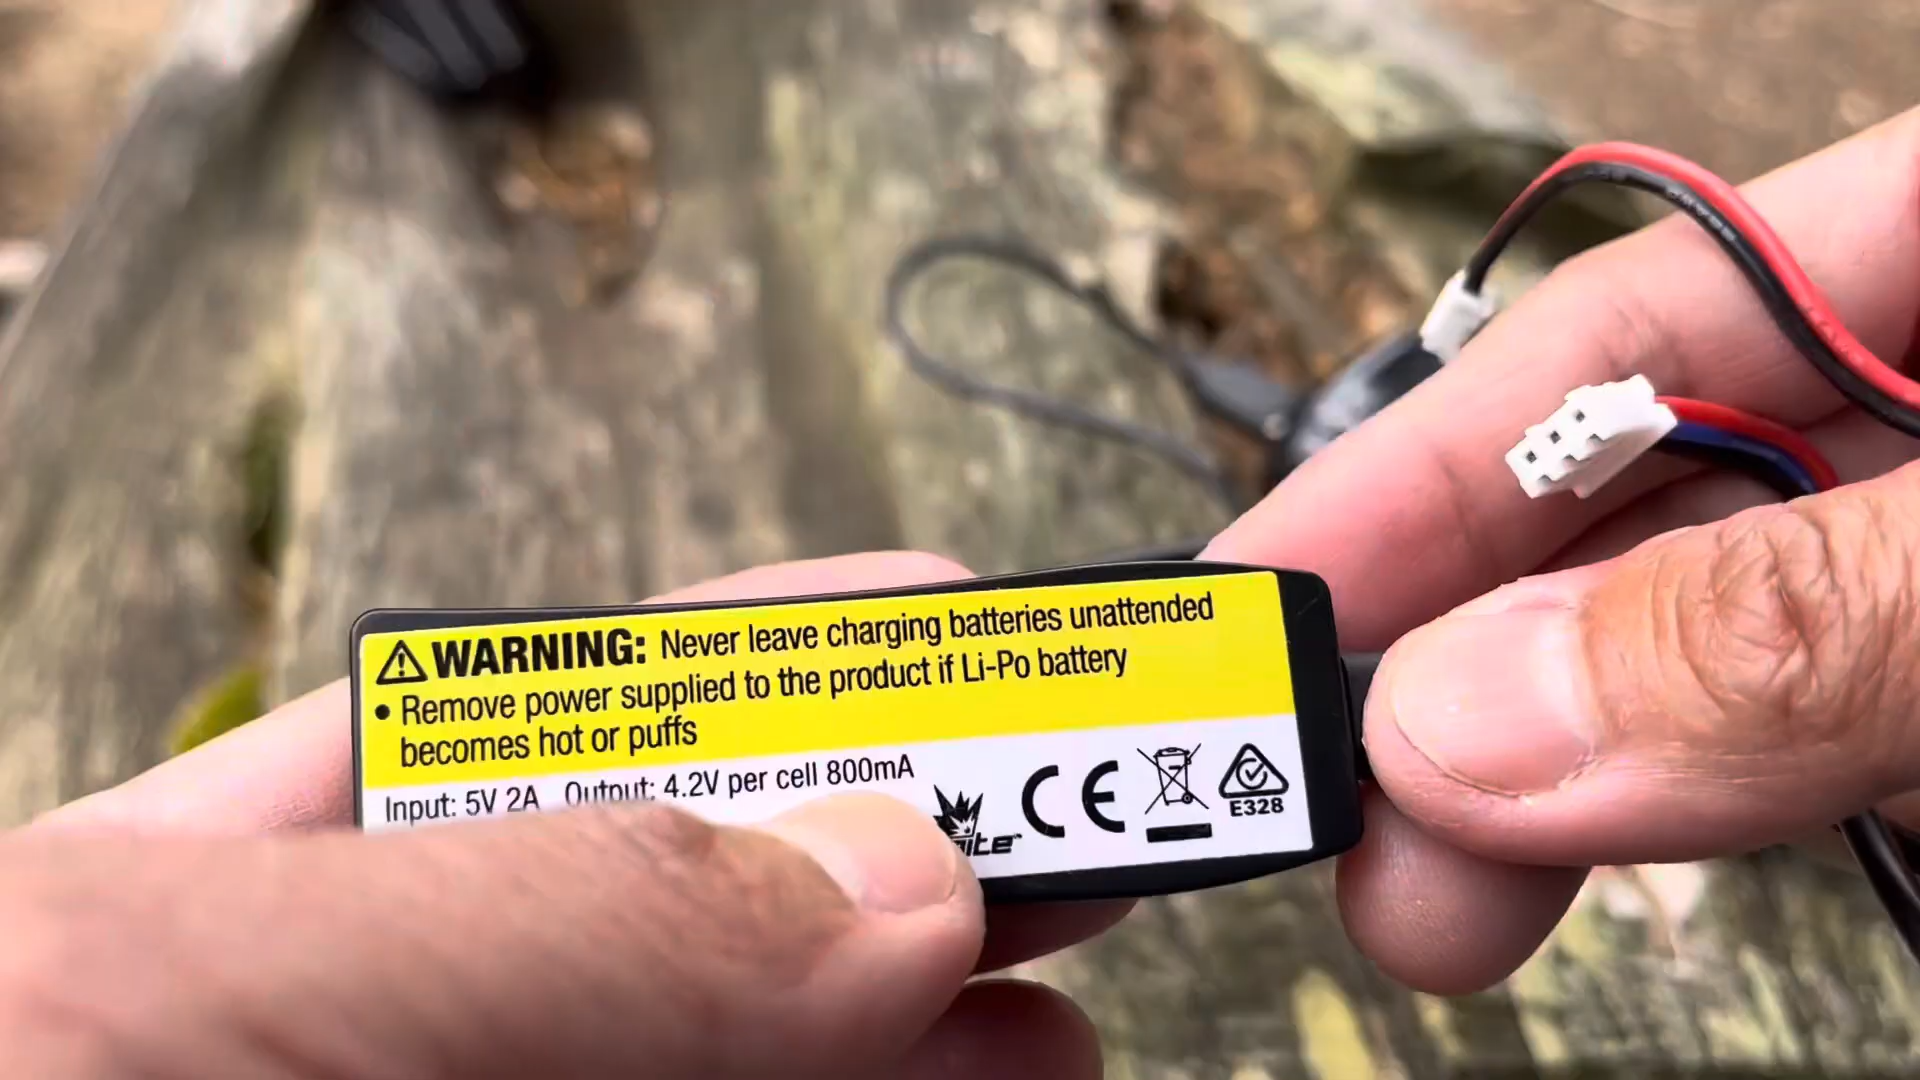 WARNING: Never leave charging batteries unattended
• Remove power supplied to the product if Li-Po battery
becomes hot or puffs
Input: 5V 2A Output: 4.2V per cell 800mA
CE
E328